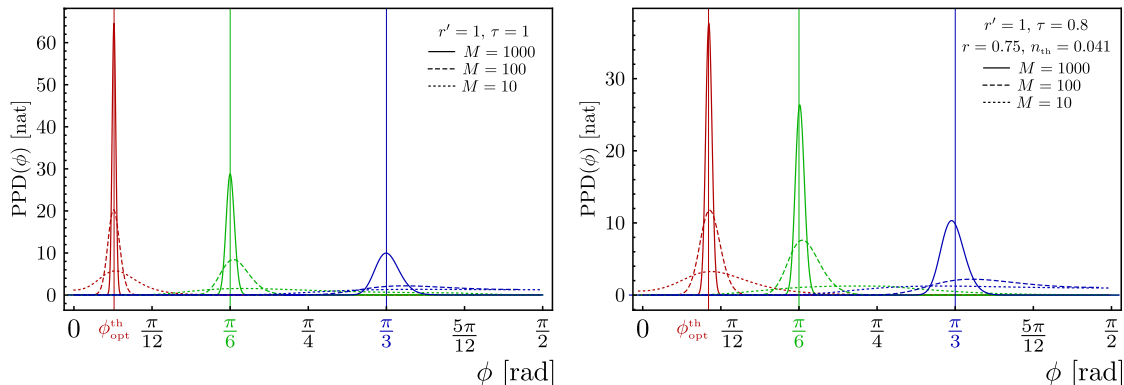 r′ = 1, τ = 1
M = 1000
M = 100
M = 10
PPD(ϕ) [nat]
60
50
40
30
20
10
0
0
ϕ_opt^th
π/12
π/6
π/4
π/3
5π/12
π/2
ϕ [rad]
r′ = 1, τ = 0.8
r = 0.75, n_th = 0.041
M = 1000
M = 100
M = 10
PPD(ϕ) [nat]
30
20
10
0
0
ϕ_opt^th
π/12
π/6
π/4
π/3
5π/12
π/2
ϕ [rad]